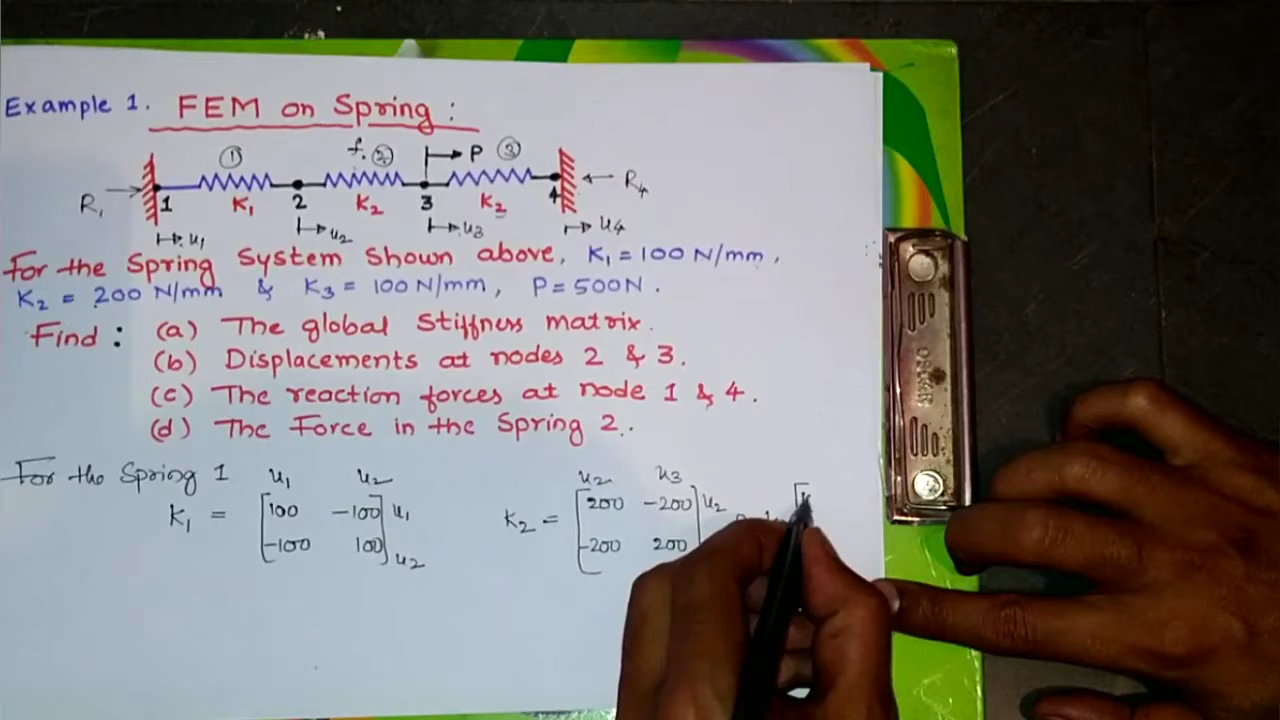 Example 1. FEM on Spring :
① f. ② P ③
R1 1 K1 2 K2 3 K3 4 R4
u1 u2 u3 u4
For the Spring System Shown above, K1 = 100 N/mm,
K2 = 200 N/mm & K3 = 100 N/mm, P = 500N.
Find : (a) The global Stiffness matrix.
(b) Displacements at nodes 2 & 3.
(c) The reaction forces at node 1 & 4.
(d) The Force in the Spring 2.
For the Spring 1 u1 u2 u2 u3
K1 = 100 -100 u1 K2 = 200 -200 u2
-100 100 u2 -200 200
OSCAR